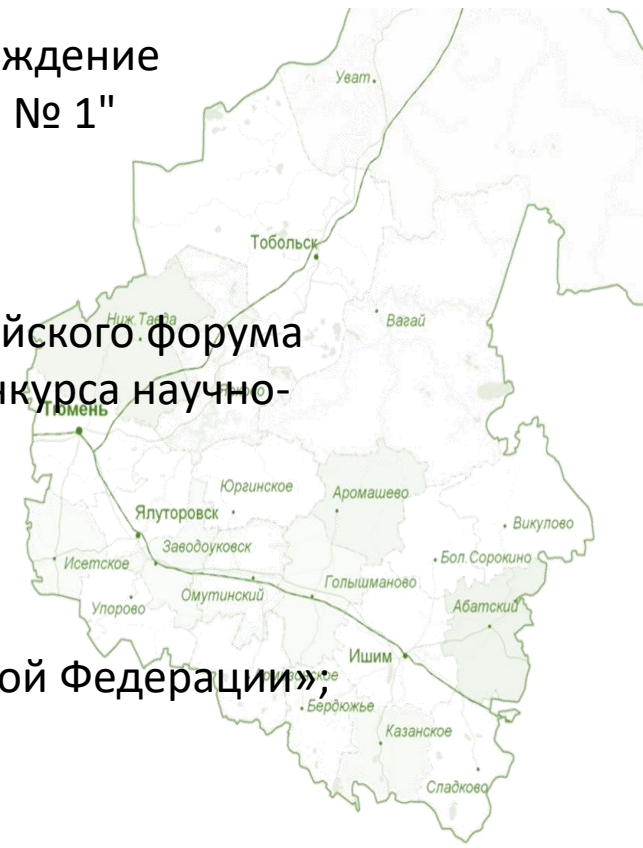 ждение
№ 1"
Уват
Тобольск
Ниж.Тавда
Вагай
йского форума
нкурса научно-
Тюмень
Юргинское
Аромашево
Ялуторовск
Викулово
Заводоуковск
Бол.Сорокино
Исетское
Голышманово
Омутинский
Абатский
Упорово
Ишим
ой Федерации»;
Бердюжье
Казанское
Сладково